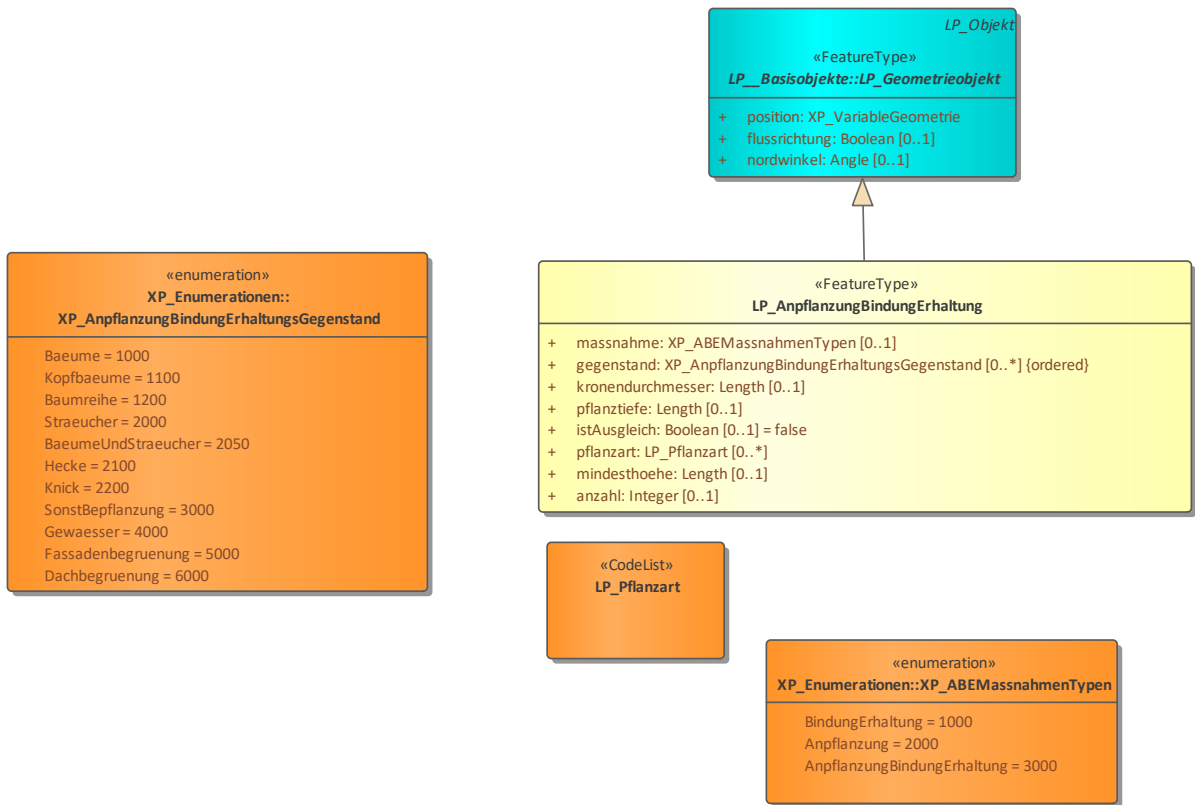 LP_Objekt
«FeatureType»
LP__Basisobjekte::LP_Geometrieobjekt
+ position: XP_VariableGeometrie
+ flussrichtung: Boolean [0..1]
+ nordwinkel: Angle [0..1]
«enumeration»
XP_Enumerationen::
XP_AnpflanzungBindungErhaltungsGegenstand
Baeume = 1000
Kopfbaeume = 1100
Baumreihe = 1200
Straeucher = 2000
BaeumeUndStraeucher = 2050
Hecke = 2100
Knick = 2200
SonstBepflanzung = 3000
Gewaesser = 4000
Fassadenbegruenung = 5000
Dachbegruenung = 6000
«FeatureType»
LP_AnpflanzungBindungErhaltung
+ massnahme: XP_ABEMassnahmenTypen [0..1]
+ gegenstand: XP_AnpflanzungBindungErhaltungsGegenstand [0..*] {ordered}
+ kronendurchmesser: Length [0..1]
+ pflanztiefe: Length [0..1]
+ istAusgleich: Boolean [0..1] = false
+ pflanzart: LP_Pflanzart [0..*]
+ mindesthoehe: Length [0..1]
+ anzahl: Integer [0..1]
«CodeList»
LP_Pflanzart
«enumeration»
XP_Enumerationen::XP_ABEMassnahmenTypen
BindungErhaltung = 1000
Anpflanzung = 2000
AnpflanzungBindungErhaltung = 3000